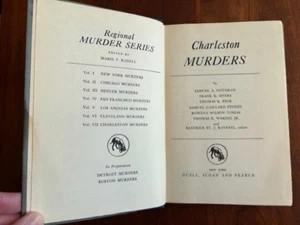 Regional
MURDER SERIES
EDITED BY
MARIE F. RODELL
Vol. I NEW YORK MURDERS
Vol. II CHICAGO MURDERS
Vol. III DENVER MURDERS
Vol. IV SAN FRANCISCO MURDERS
Vol. V LOS ANGELES MURDERS
Vol. VI CLEVELAND MURDERS
Vol. VII CHARLESTON MURDERS
In Preparation
DETROIT MURDERS
BOSTON MURDERS
Charleston
MURDERS
by
FRANK K. MYERS
SAMUEL GAILLARD STONEY
THOMAS R. WARING, JR.
BEATRICE ST. J. RAVENEL, editor
NEW YORK
DUELL, SLOAN AND PEARCE